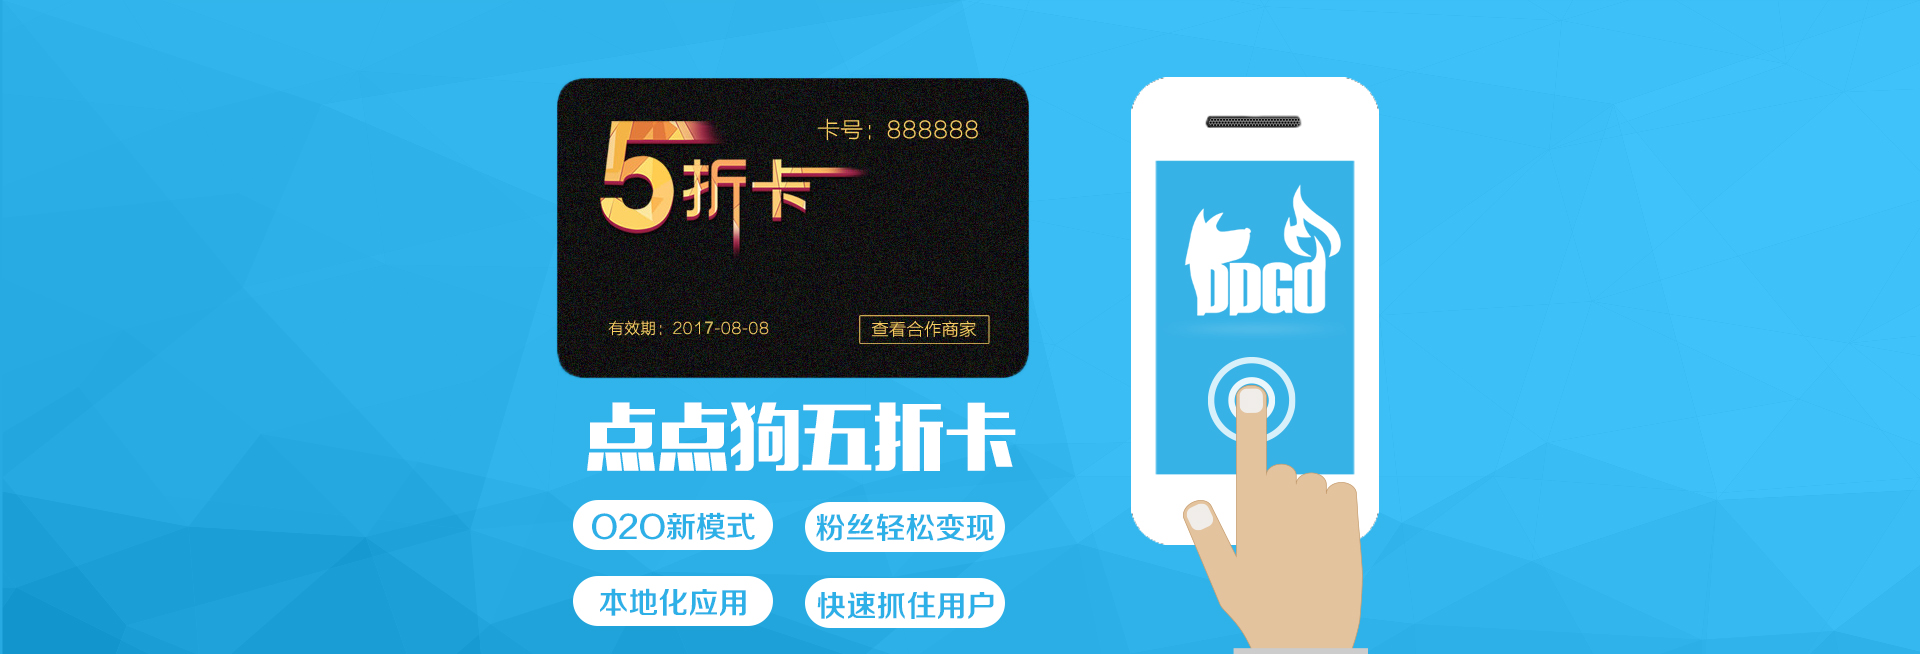 5折卡
卡号：888888
有效期：2017-08-08
查看合作商家
点点狗五折卡
O2O新模式
粉丝轻松变现
本地化应用
快速抓住用户
DDGO